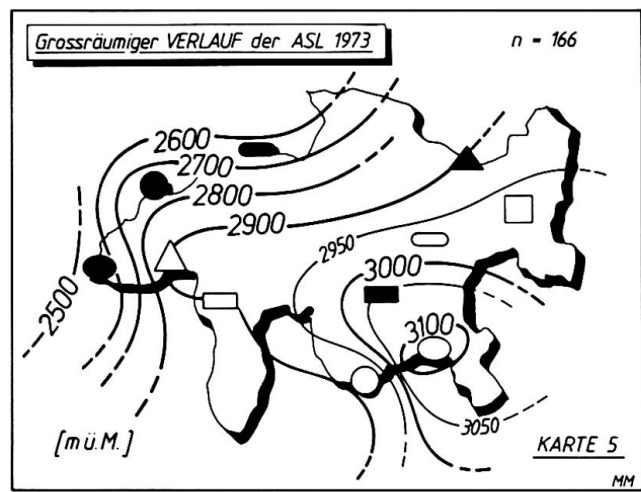 Grossräumiger VERLAUF der ASL 1973
n = 166
2600
2700
2800
2900
2950
2500
3000
3100
3050
[m ü.M.]
KARTE 5
MM